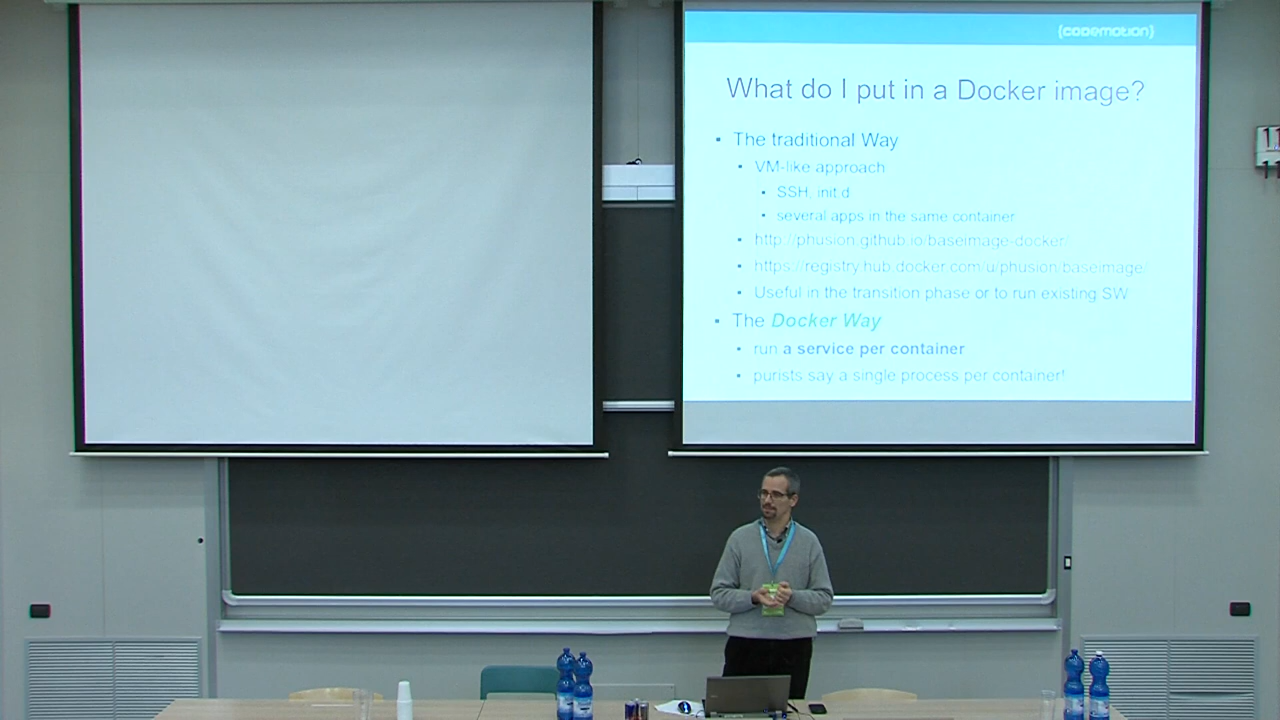 {codemotion}
What do I put in a Docker image?
The traditional Way
VM-like approach
SSH, init.d
several apps in the same container
http://phusion.github.io/baseimage-docker/
https://registry.hub.docker.com/u/phusion/baseimage/
Useful in the transition phase or to run existing SW
The Docker Way
run a service per container
purists say a single process per container!